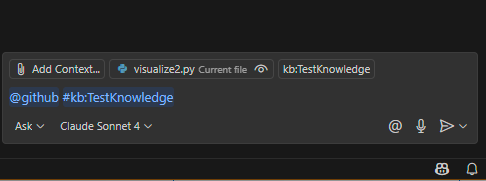 Add Context... visualize2.py Current file kb:TestKnowledge
@github #kb:TestKnowledge
Ask Claude Sonnet 4 @